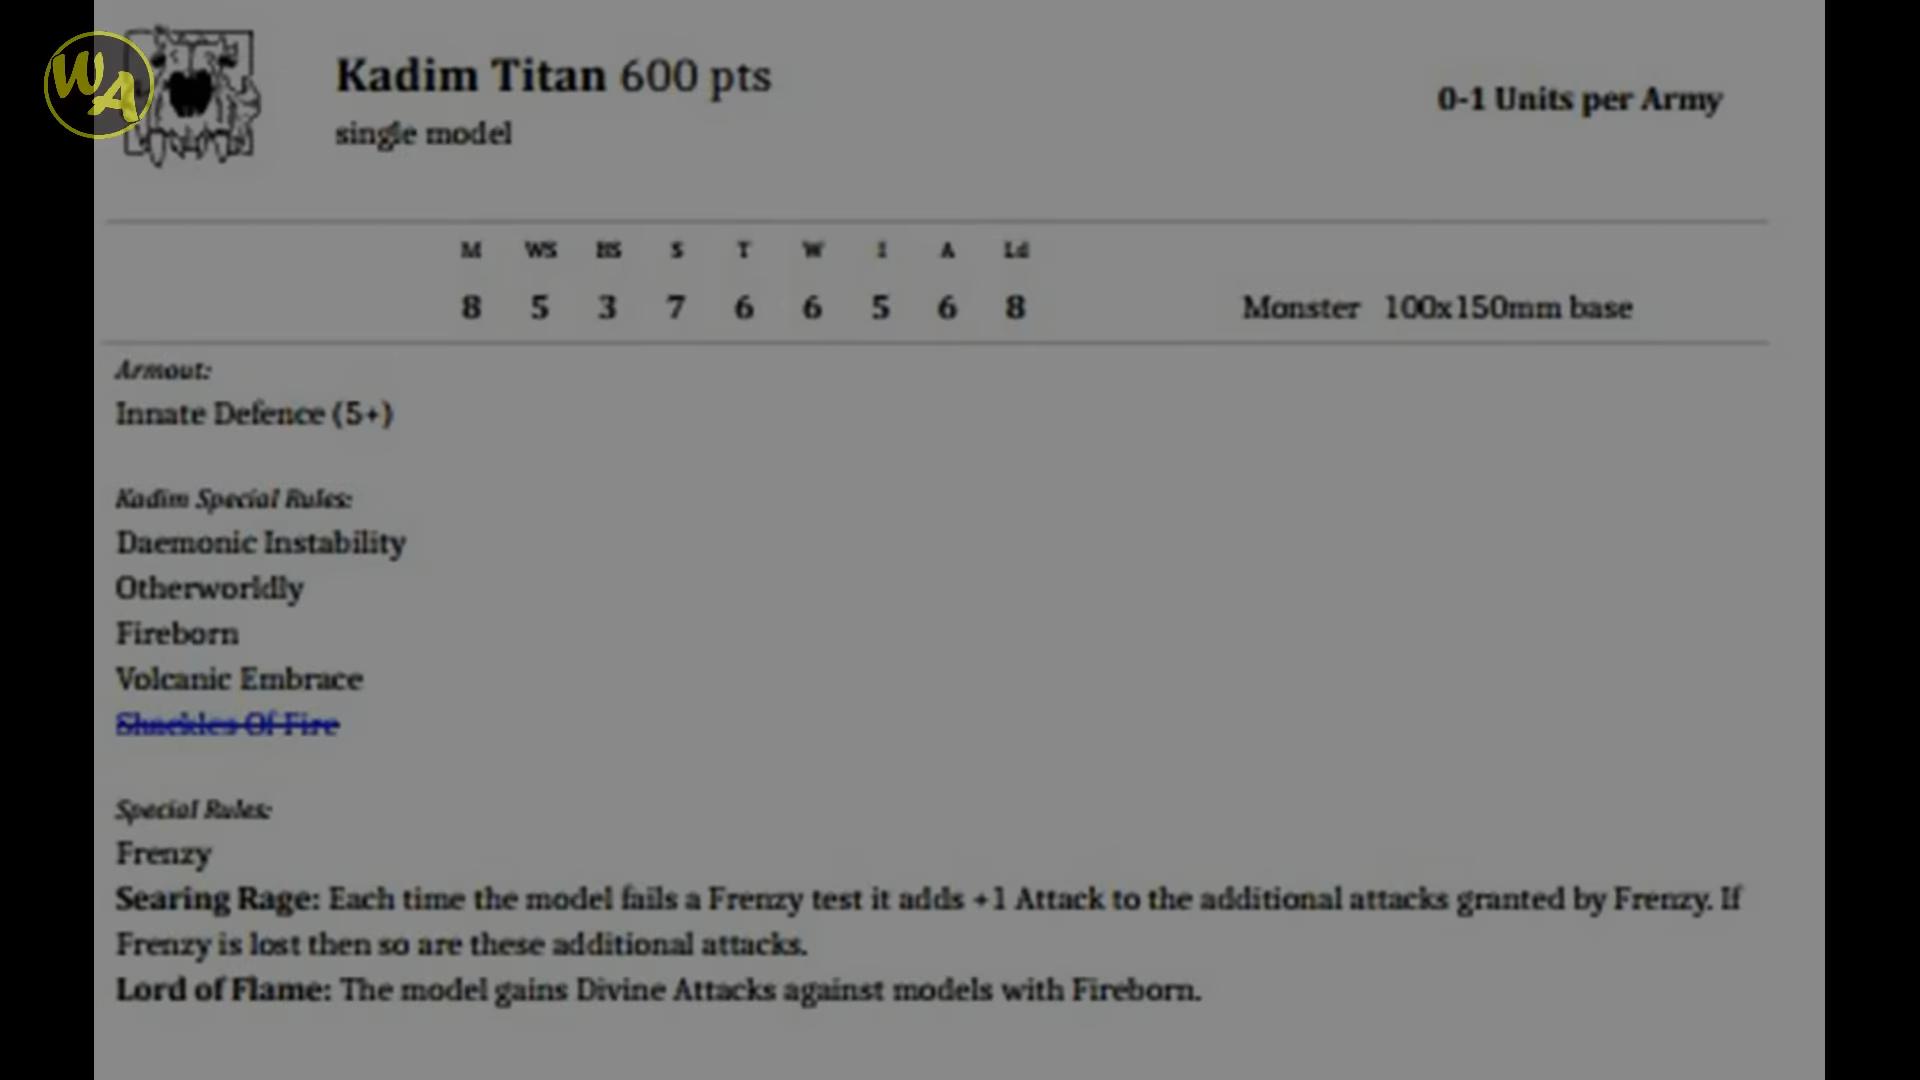 WA
Kadim Titan 600 pts
0-1 Units per Army
single model
M WS BS S T W I A Ld
8 5 3 7 6 6 5 6 8 Monster 100x150mm base
Armout:
Innate Defence (5+)
Kadim Special Rules:
Daemonic Instability
Otherworldly
Fireborn
Volcanic Embrace
Shackles Of Fire
Special Rules:
Frenzy
Searing Rage: Each time the model fails a Frenzy test it adds +1 Attack to the additional attacks granted by Frenzy. If
Frenzy is lost then so are these additional attacks.
Lord of Flame: The model gains Divine Attacks against models with Fireborn.